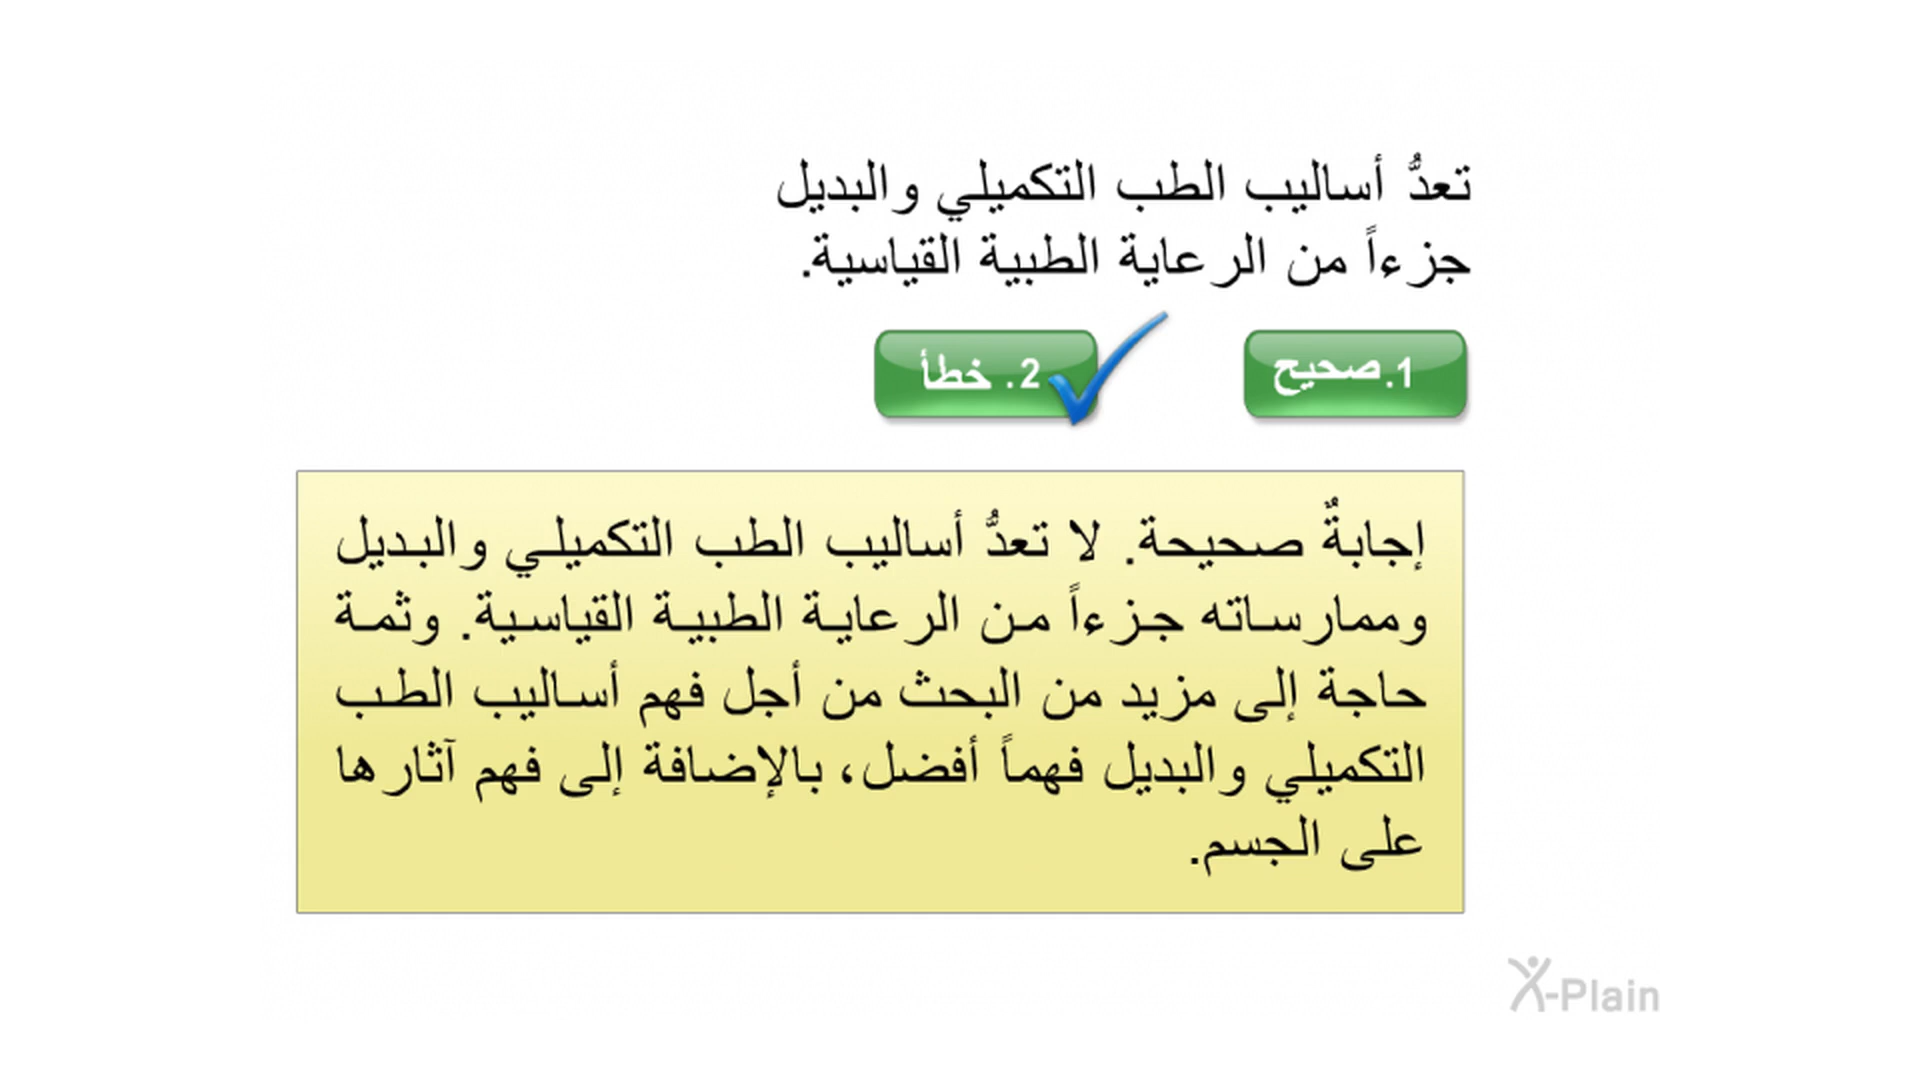 تعدُّ أساليب الطب التكميلي والبديل
جزءاً من الرعاية الطبية القياسية.
1. صحيح
2. خطأ
إجابةٌ صحيحة. لا تعدُّ أساليب الطب التكميلي والبديل
وممارساته جزءاً من الرعاية الطبية القياسية. وثمة
حاجة إلى مزيد من البحث من أجل فهم أساليب الطب
التكميلي والبديل فهماً أفضل، بالإضافة إلى فهم آثارها
على الجسم.
X-Plain